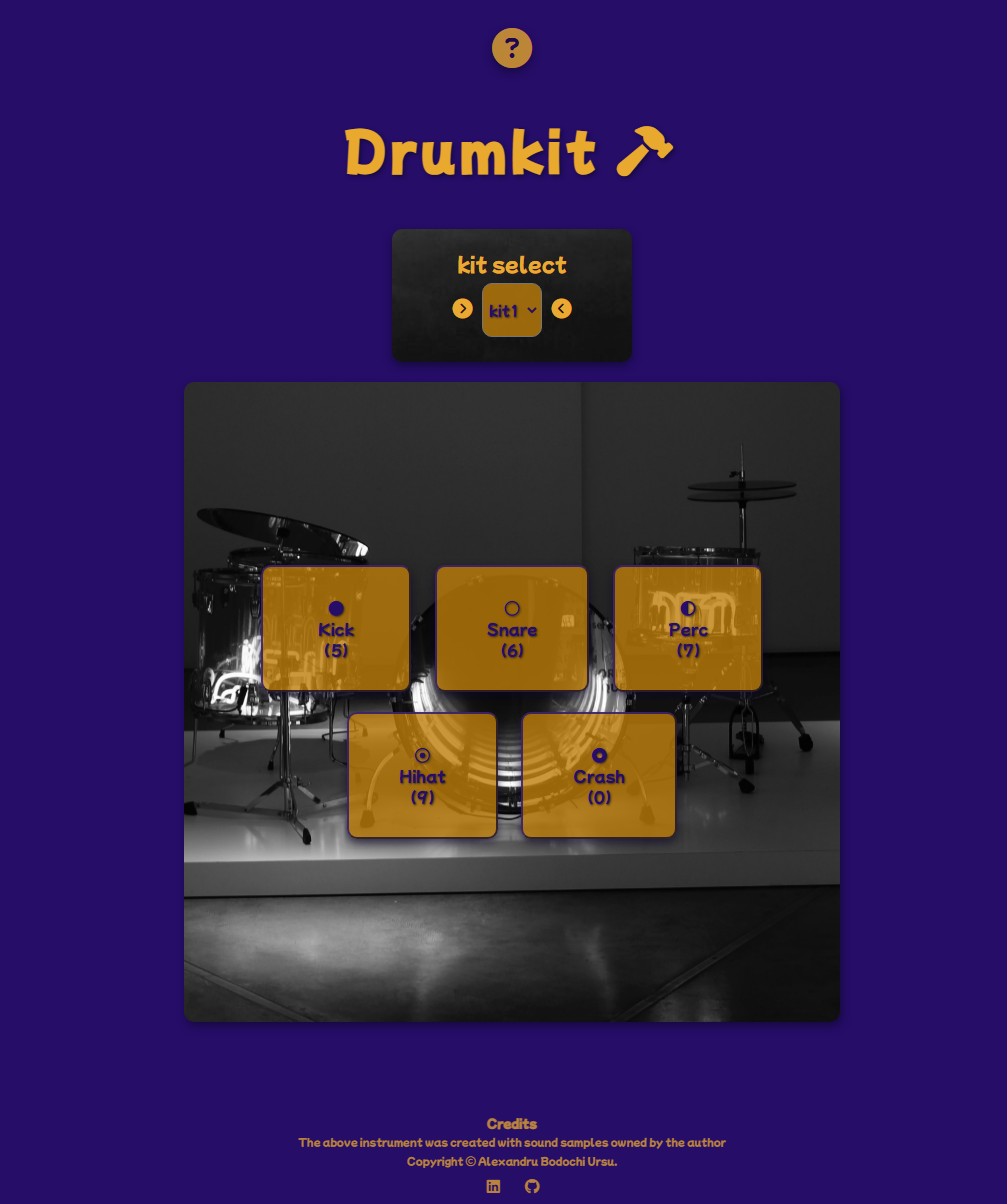 ?
Drumkit
kit select
kit1
Kick
(5)
Snare
(6)
Perc
(7)
Hihat
(9)
Crash
(0)
Credits
The above instrument was created with sound samples owned by the author
Copyright © Alexandru Bodochi Ursu.
in